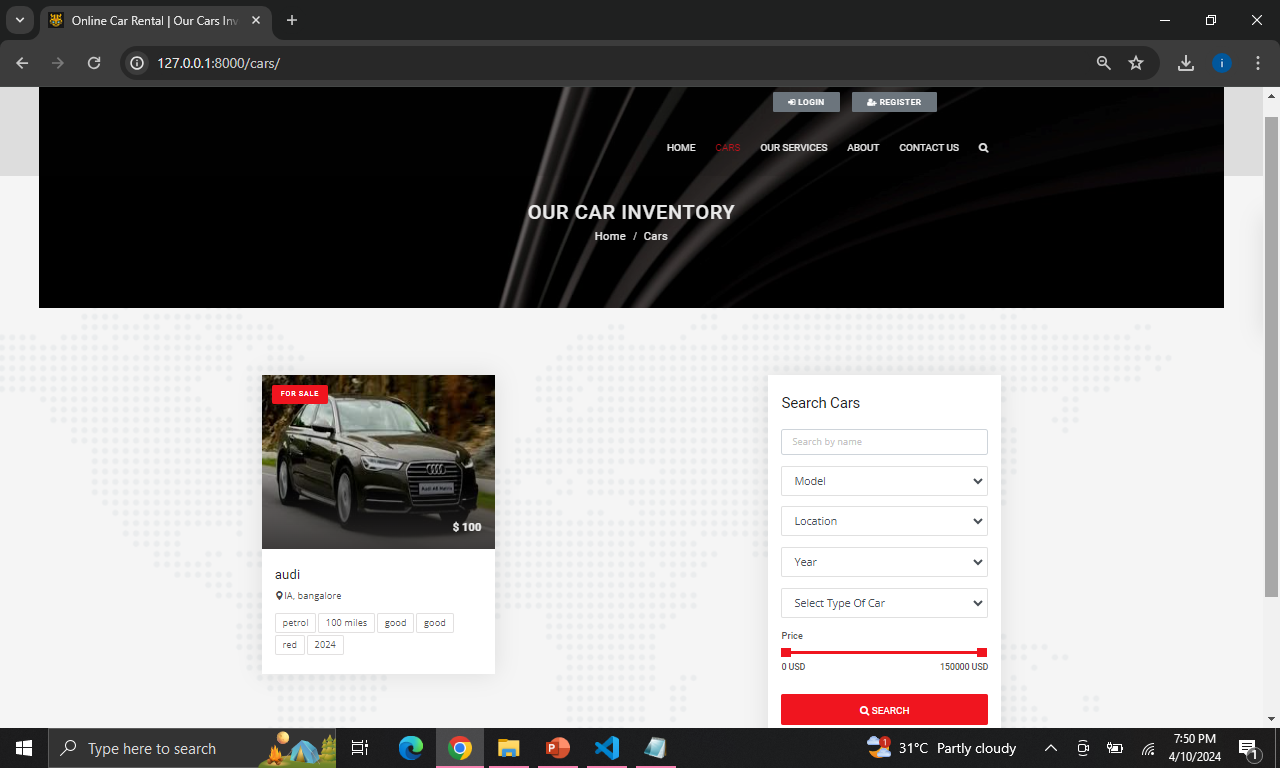 Online Car Rental | Our Cars Inv
127.0.0.1:8000/cars/
i
LOGIN
REGISTER
HOME CARS OUR SERVICES ABOUT CONTACT US
OUR CAR INVENTORY
Home / Cars
FOR SALE
$ 100
audi
IA, bangalore
petrol 100 miles good good
red 2024
Search Cars
Search by name
Model
Location
Year
Select Type Of Car
Price
0 USD 150000 USD
SEARCH
Type here to search
1
31°C Partly cloudy
7:50 PM
4/10/2024
1